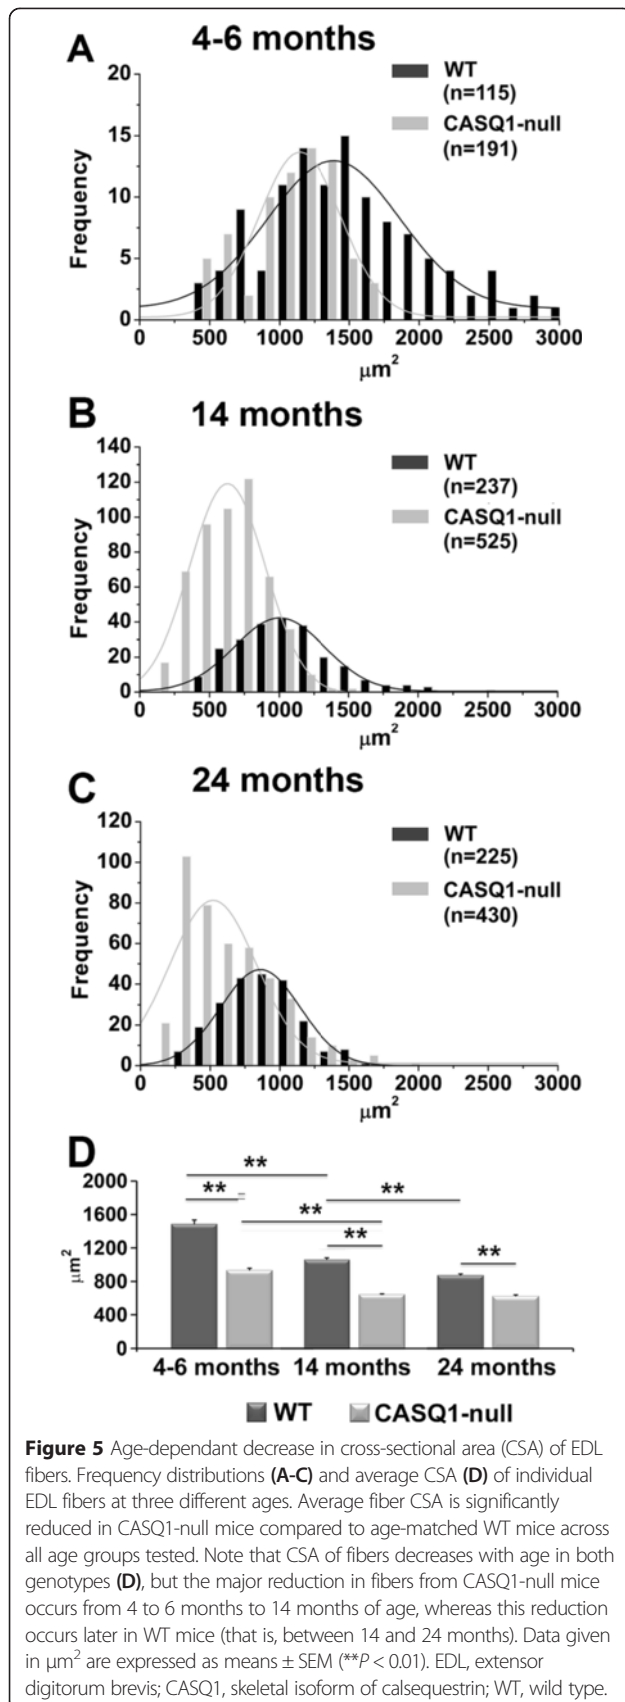 A 4-6 months
WT
(n=115)
CASQ1-null
(n=191)
Frequency
20
15
10
5
0
0 500 1000 1500 2000 2500 3000
μm²
B 14 months
WT
(n=237)
CASQ1-null
(n=525)
Frequency
140
120
100
80
60
40
20
0
0 500 1000 1500 2000 2500 3000
μm²
C 24 months
WT
(n=225)
CASQ1-null
(n=430)
Frequency
120
100
80
60
40
20
0
0 500 1000 1500 2000 2500 3000
μm²
D
μm²
2000
1600
1200
800
400
0
** ** ** ** ** **
4-6 months 14 months 24 months
WT CASQ1-null
Figure 5 Age-dependant decrease in cross-sectional area (CSA) of EDL
fibers. Frequency distributions (A-C) and average CSA (D) of individual
EDL fibers at three different ages. Average fiber CSA is significantly
reduced in CASQ1-null mice compared to age-matched WT mice across
all age groups tested. Note that CSA of fibers decreases with age in both
genotypes (D), but the major reduction in fibers from CASQ1-null mice
occurs from 4 to 6 months to 14 months of age, whereas this reduction
occurs later in WT mice (that is, between 14 and 24 months). Data given
in μm² are expressed as means ± SEM (**P < 0.01). EDL, extensor
digitorum brevis; CASQ1, skeletal isoform of calsequestrin; WT, wild type.